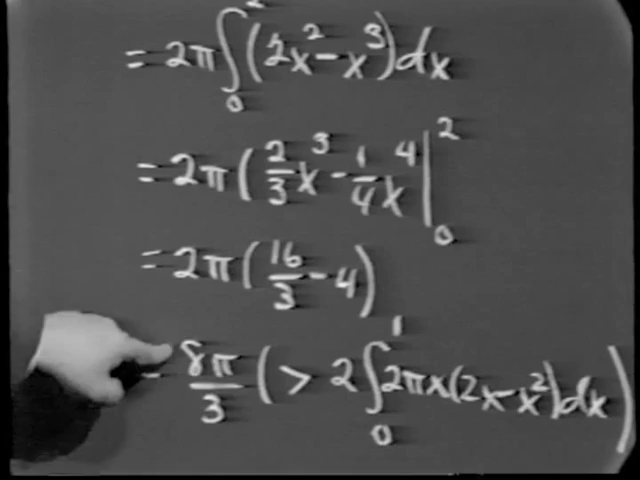 = 2π∫₀² (2x² - x³)dx
= 2π(2/3 x³ - 1/4 x⁴|₀²
= 2π(16/3 - 4)
= 8π/3 (> 2∫₀¹ 2πx(2x - x²)dx)